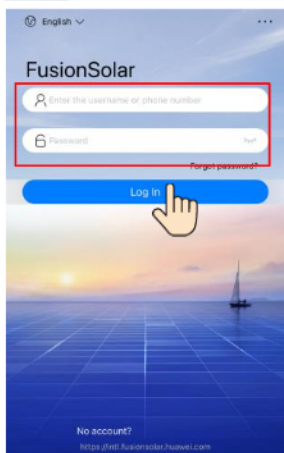 English
FusionSolar
Enter the username or phone number
Password
Forgot password?
Log In
No account?
https://intl.fusionsolar.huawei.com